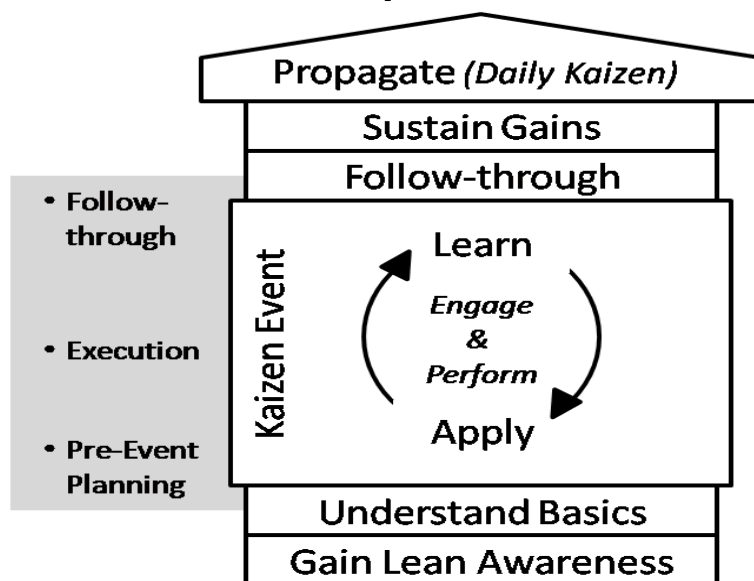 Propagate (Daily Kaizen)
Sustain Gains
Follow-through
• Follow-
through
• Execution
• Pre-Event
Planning
Kaizen Event
Learn
Engage
&
Perform
Apply
Understand Basics
Gain Lean Awareness